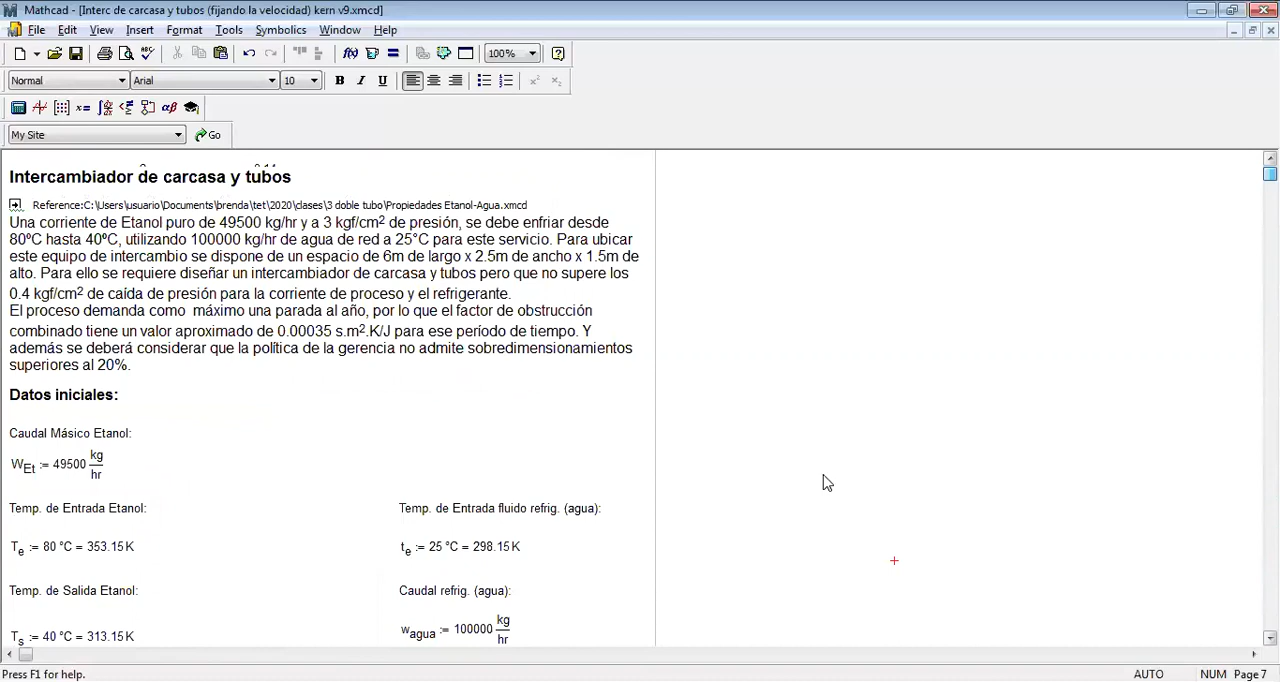 Mathcad - [Interc de carcasa y tubos (fijando la velocidad) kern v9.xmcd]
File Edit View Insert Format Tools Symbolics Window Help
100%
Normal Arial 10 B I U
My Site Go
Intercambiador de carcasa y tubos
Reference:C:\Users\usuario\Documents\brenda\tet\2020\clases\3 doble tubo\Propiedades Etanol-Agua.xmcd
Una corriente de Etanol puro de 49500 kg/hr y a 3 kgf/cm² de presión, se debe enfriar desde
80ºC hasta 40ºC, utilizando 100000 kg/hr de agua de red a 25°C para este servicio. Para ubicar
este equipo de intercambio se dispone de un espacio de 6m de largo x 2.5m de ancho x 1.5m de
alto. Para ello se requiere diseñar un intercambiador de carcasa y tubos pero que no supere los
0.4 kgf/cm² de caída de presión para la corriente de proceso y el refrigerante.
El proceso demanda como máximo una parada al año, por lo que el factor de obstrucción
combinado tiene un valor aproximado de 0.00035 s.m².K/J para ese período de tiempo. Y
además se deberá considerar que la política de la gerencia no admite sobredimensionamientos
superiores al 20%.
Datos iniciales:
Caudal Másico Etanol:
W_Et := 49500 kg/hr
Temp. de Entrada Etanol: Temp. de Entrada fluido refrig. (agua):
T_e := 80 °C = 353.15 K t_e := 25 °C = 298.15 K
Temp. de Salida Etanol: Caudal refrig. (agua):
T_s := 40 °C = 313.15 K w_agua := 100000 kg/hr
Press F1 for help. AUTO NUM Page 7